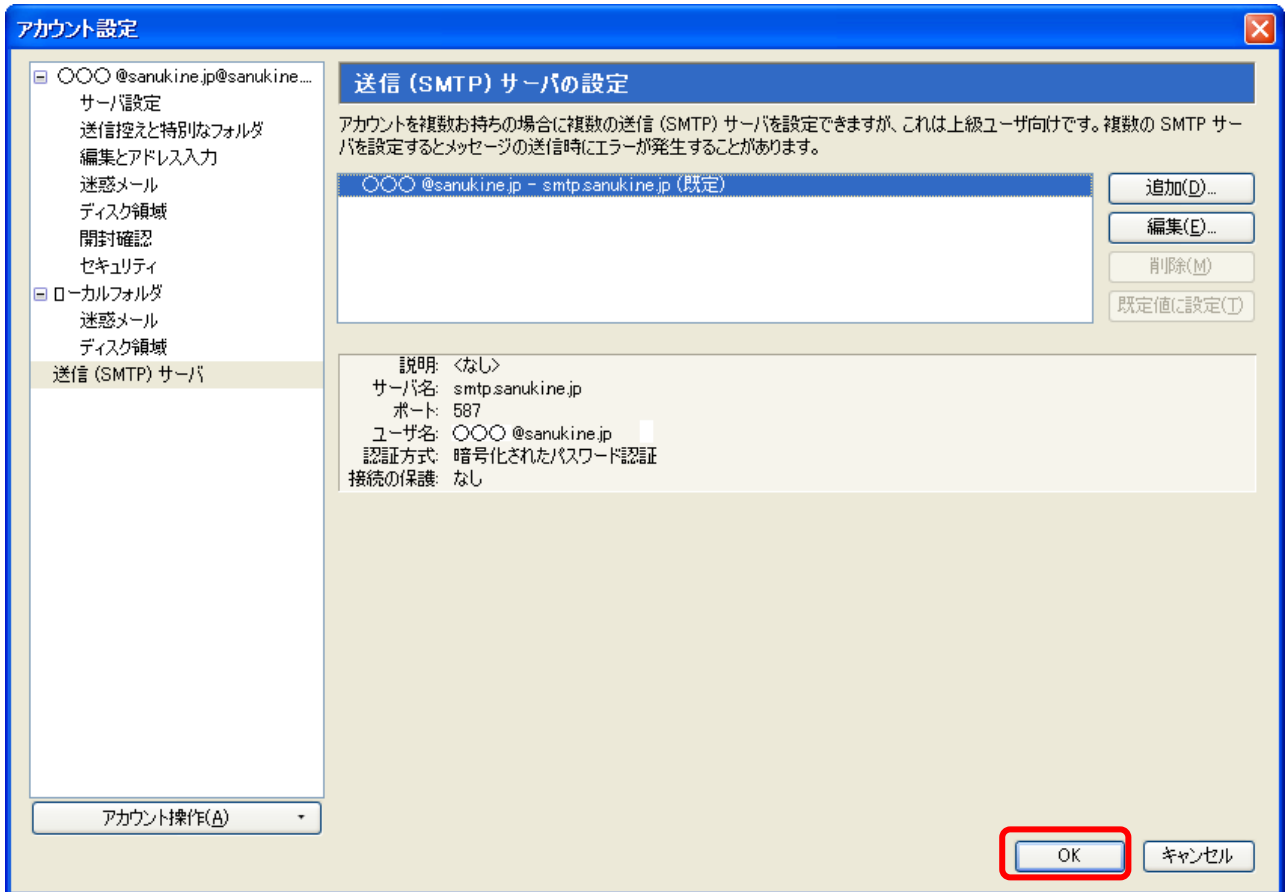 アカウント設定
○○○ @sanukine.jp@sanukine....
サーバ設定
送信控えと特別なフォルダ
編集とアドレス入力
迷惑メール
ディスク領域
開封確認
セキュリティ
ローカルフォルダ
迷惑メール
ディスク領域
送信 (SMTP) サーバ
アカウント操作(A)
送信 (SMTP) サーバの設定
アカウントを複数お持ちの場合に複数の送信 (SMTP) サーバを設定できますが、これは上級ユーザ向けです。複数の SMTP サー
バを設定するとメッセージの送信時にエラーが発生することがあります。
○○○ @sanukine.jp - smtp.sanukine.jp (既定)
追加(D)...
編集(E)...
削除(M)
既定値に設定(T)
説明: <なし>
サーバ名: smtp.sanukine.jp
ポート: 587
ユーザ名: ○○○ @sanukine.jp
認証方式: 暗号化されたパスワード認証
接続の保護: なし
OK
キャンセル